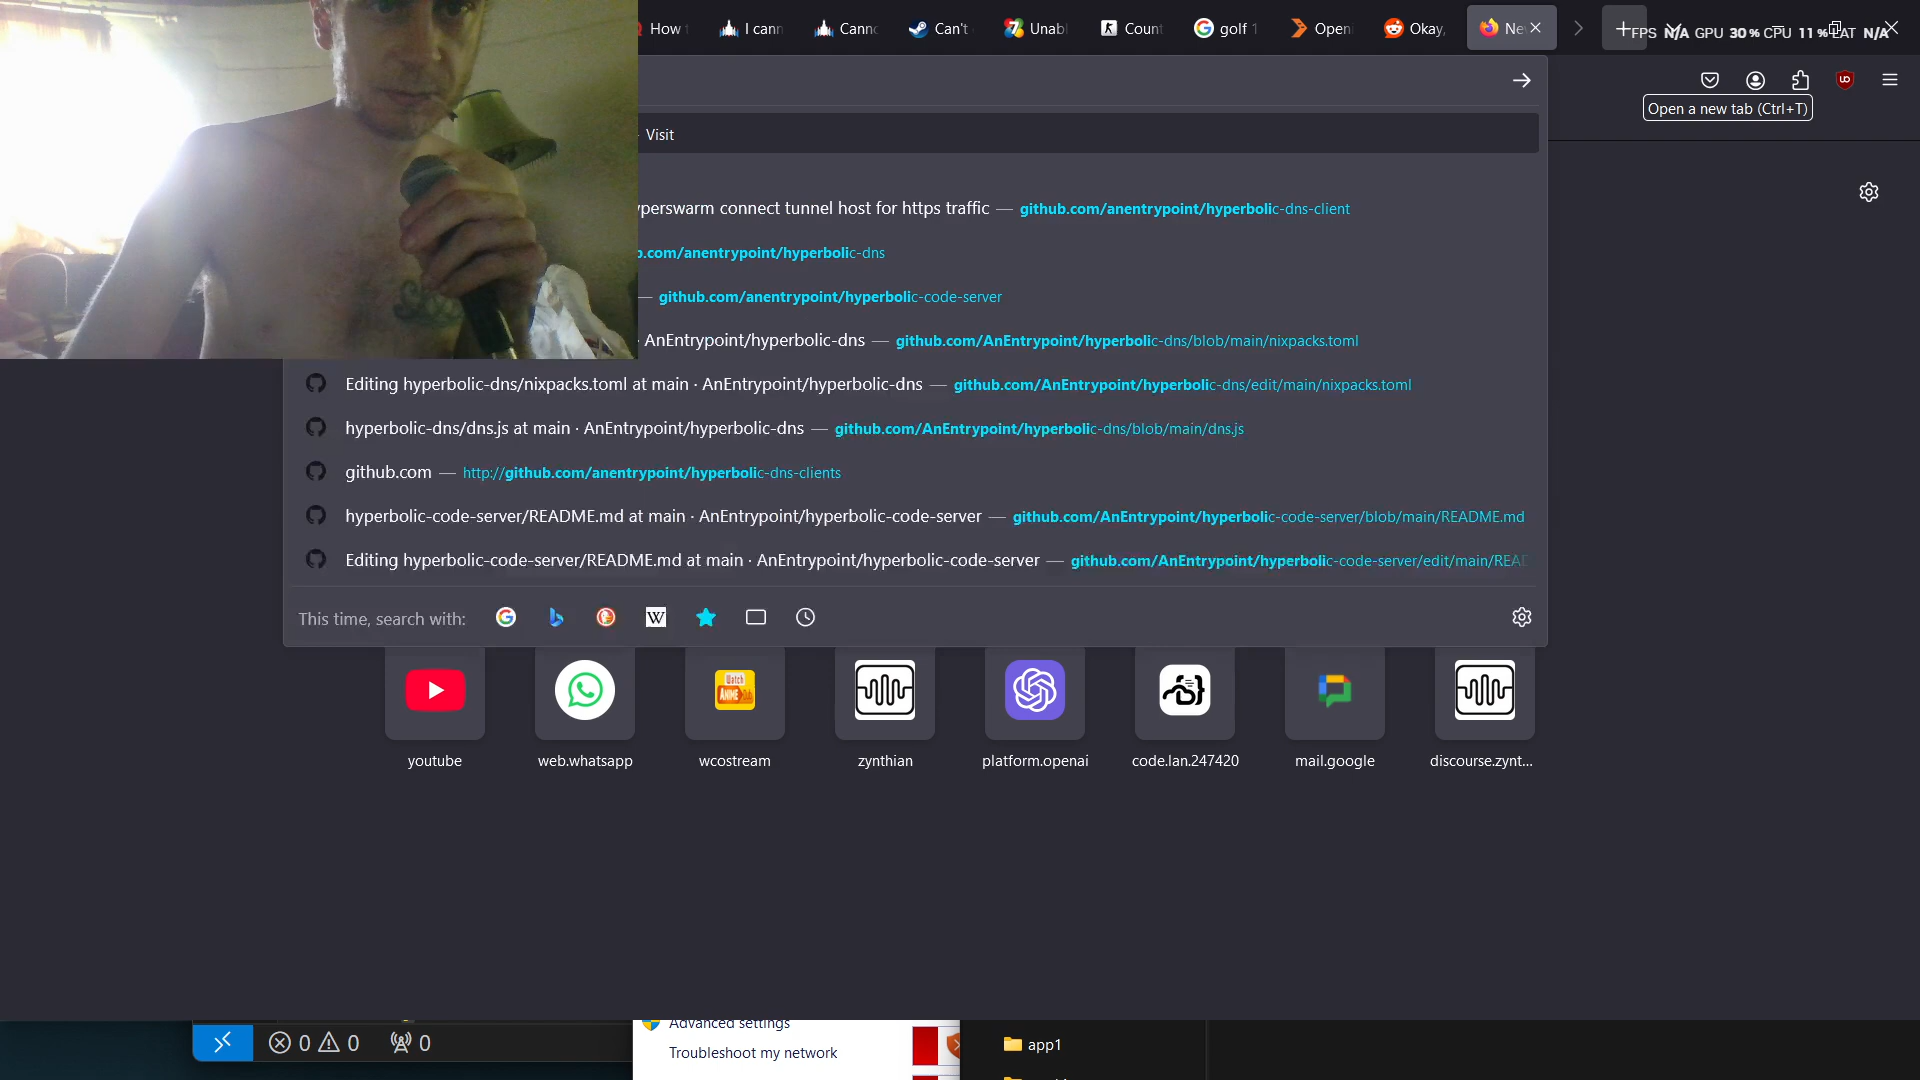 How
I cann
Cann
Can't
Unabl
Count
golf 1
Openi
Okay,
Ne
FPS N/A GPU 30 % CPU 11 % LAT N/A
Open a new tab (Ctrl+T)
Visit
yperswarm connect tunnel host for https traffic — github.com/anentrypoint/hyperbolic-dns-client
b.com/anentrypoint/hyperbolic-dns
— github.com/anentrypoint/hyperbolic-code-server
· AnEntrypoint/hyperbolic-dns — github.com/AnEntrypoint/hyperbolic-dns/blob/main/nixpacks.toml
Editing hyperbolic-dns/nixpacks.toml at main · AnEntrypoint/hyperbolic-dns — github.com/AnEntrypoint/hyperbolic-dns/edit/main/nixpacks.toml
hyperbolic-dns/dns.js at main · AnEntrypoint/hyperbolic-dns — github.com/AnEntrypoint/hyperbolic-dns/blob/main/dns.js
github.com — http://github.com/anentrypoint/hyperbolic-dns-clients
hyperbolic-code-server/README.md at main · AnEntrypoint/hyperbolic-code-server — github.com/AnEntrypoint/hyperbolic-code-server/blob/main/README.md
Editing hyperbolic-code-server/README.md at main · AnEntrypoint/hyperbolic-code-server — github.com/AnEntrypoint/hyperbolic-code-server/edit/main/READ
This time, search with:
W
youtube
web.whatsapp
wcostream
Watch
ANIME
zynthian
platform.openai
code.lan.247420
mail.google
discourse.zynt...
Advanced settings
0 0 0
Troubleshoot my network
app1